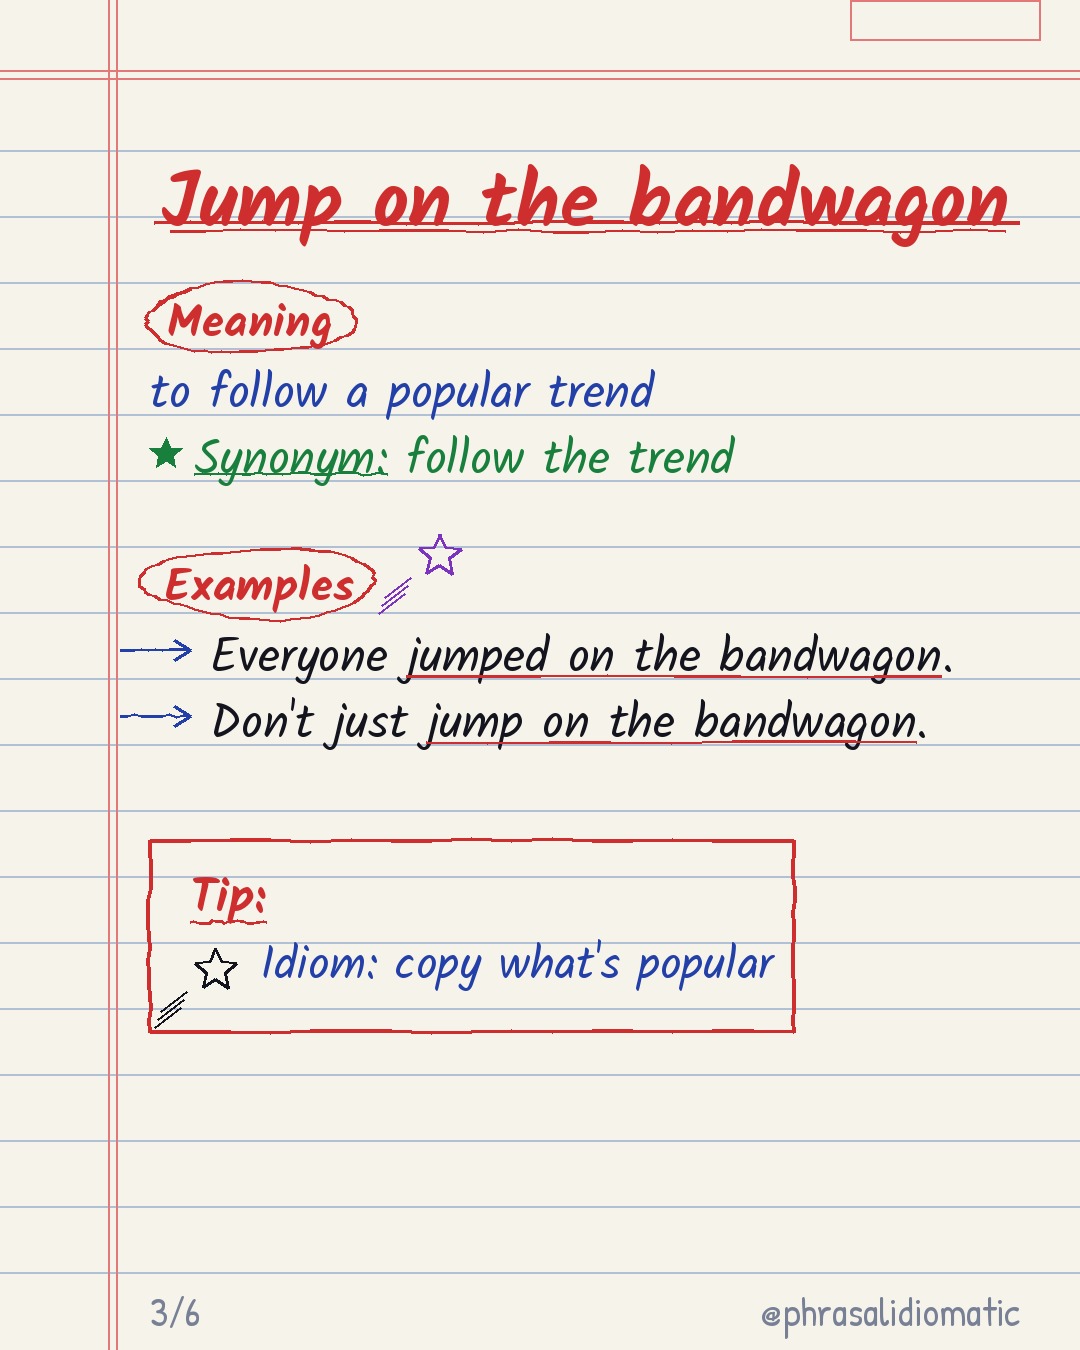 Jump on the bandwagon
Meaning
to follow a popular trend
Synonym: follow the trend
Examples
Everyone jumped on the bandwagon.
Don't just jump on the bandwagon.
Tip:
Idiom: copy what's popular
3/6
@phrasalidiomatic